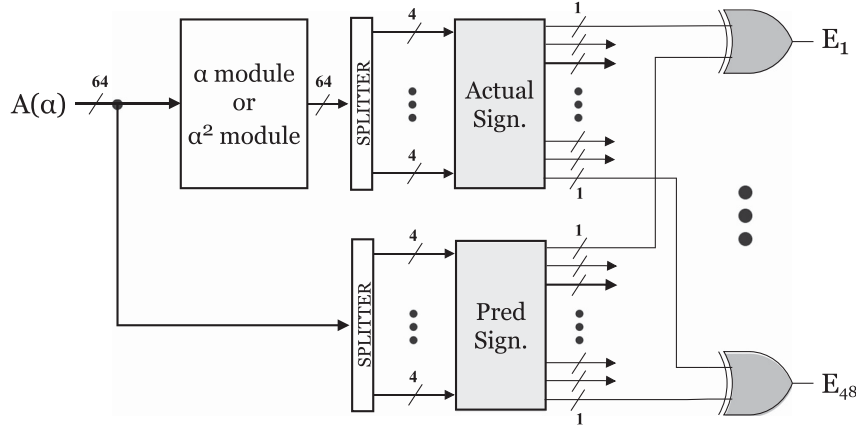 A(α)
64
α module
or
α² module
64
SPLITTER
4
4
Actual
Sign.
1
1
E₁
SPLITTER
4
4
Pred
Sign.
1
1
E₄₈